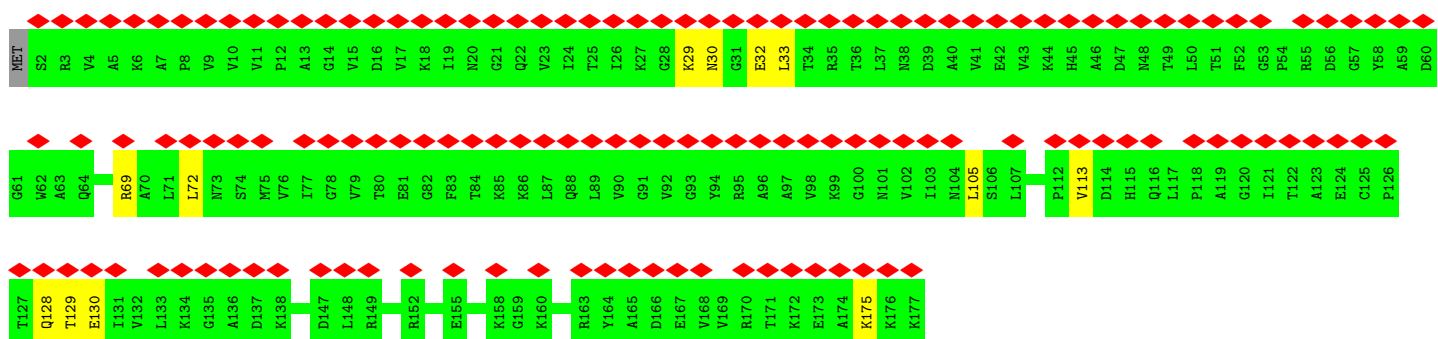 MET S2 R3 V4 A5 K6 A7 P8 V9 V10 V11 P12 A13 G14 V15 D16 V17 K18 I19 N20 G21 Q22 V23 I24 T25 I26 K27 G28 K29 N30 G31 E32 L33 T34 R35 T36 L37 N38 D39 A40 V41 E42 V43 K44 H45 A46 D47 N48 T49 L50 T51 F52 G53 P54 R55 D56 G57 Y58 A59 D60
G61 W62 A63 Q64 R69 A70 L71 L72 N73 S74 M75 V76 I77 G78 V79 T80 E81 G82 F83 T84 K85 K86 L87 Q88 L89 V90 G91 V92 G93 Y94 R95 A96 A97 V98 K99 G100 N101 V102 I103 N104 L105 S106 L107 P112 V113 D114 H115 Q116 L117 P118 A119 G120 I121 T122 A123 E124 C125 P126
T127 Q128 T129 E130 I131 V132 L133 K134 G135 A136 D137 K138 D147 L148 R149 R152 E155 K158 G159 K160 R163 Y164 A165 D166 E167 V168 V169 R170 T171 K172 E173 A174 K175 K176 K177